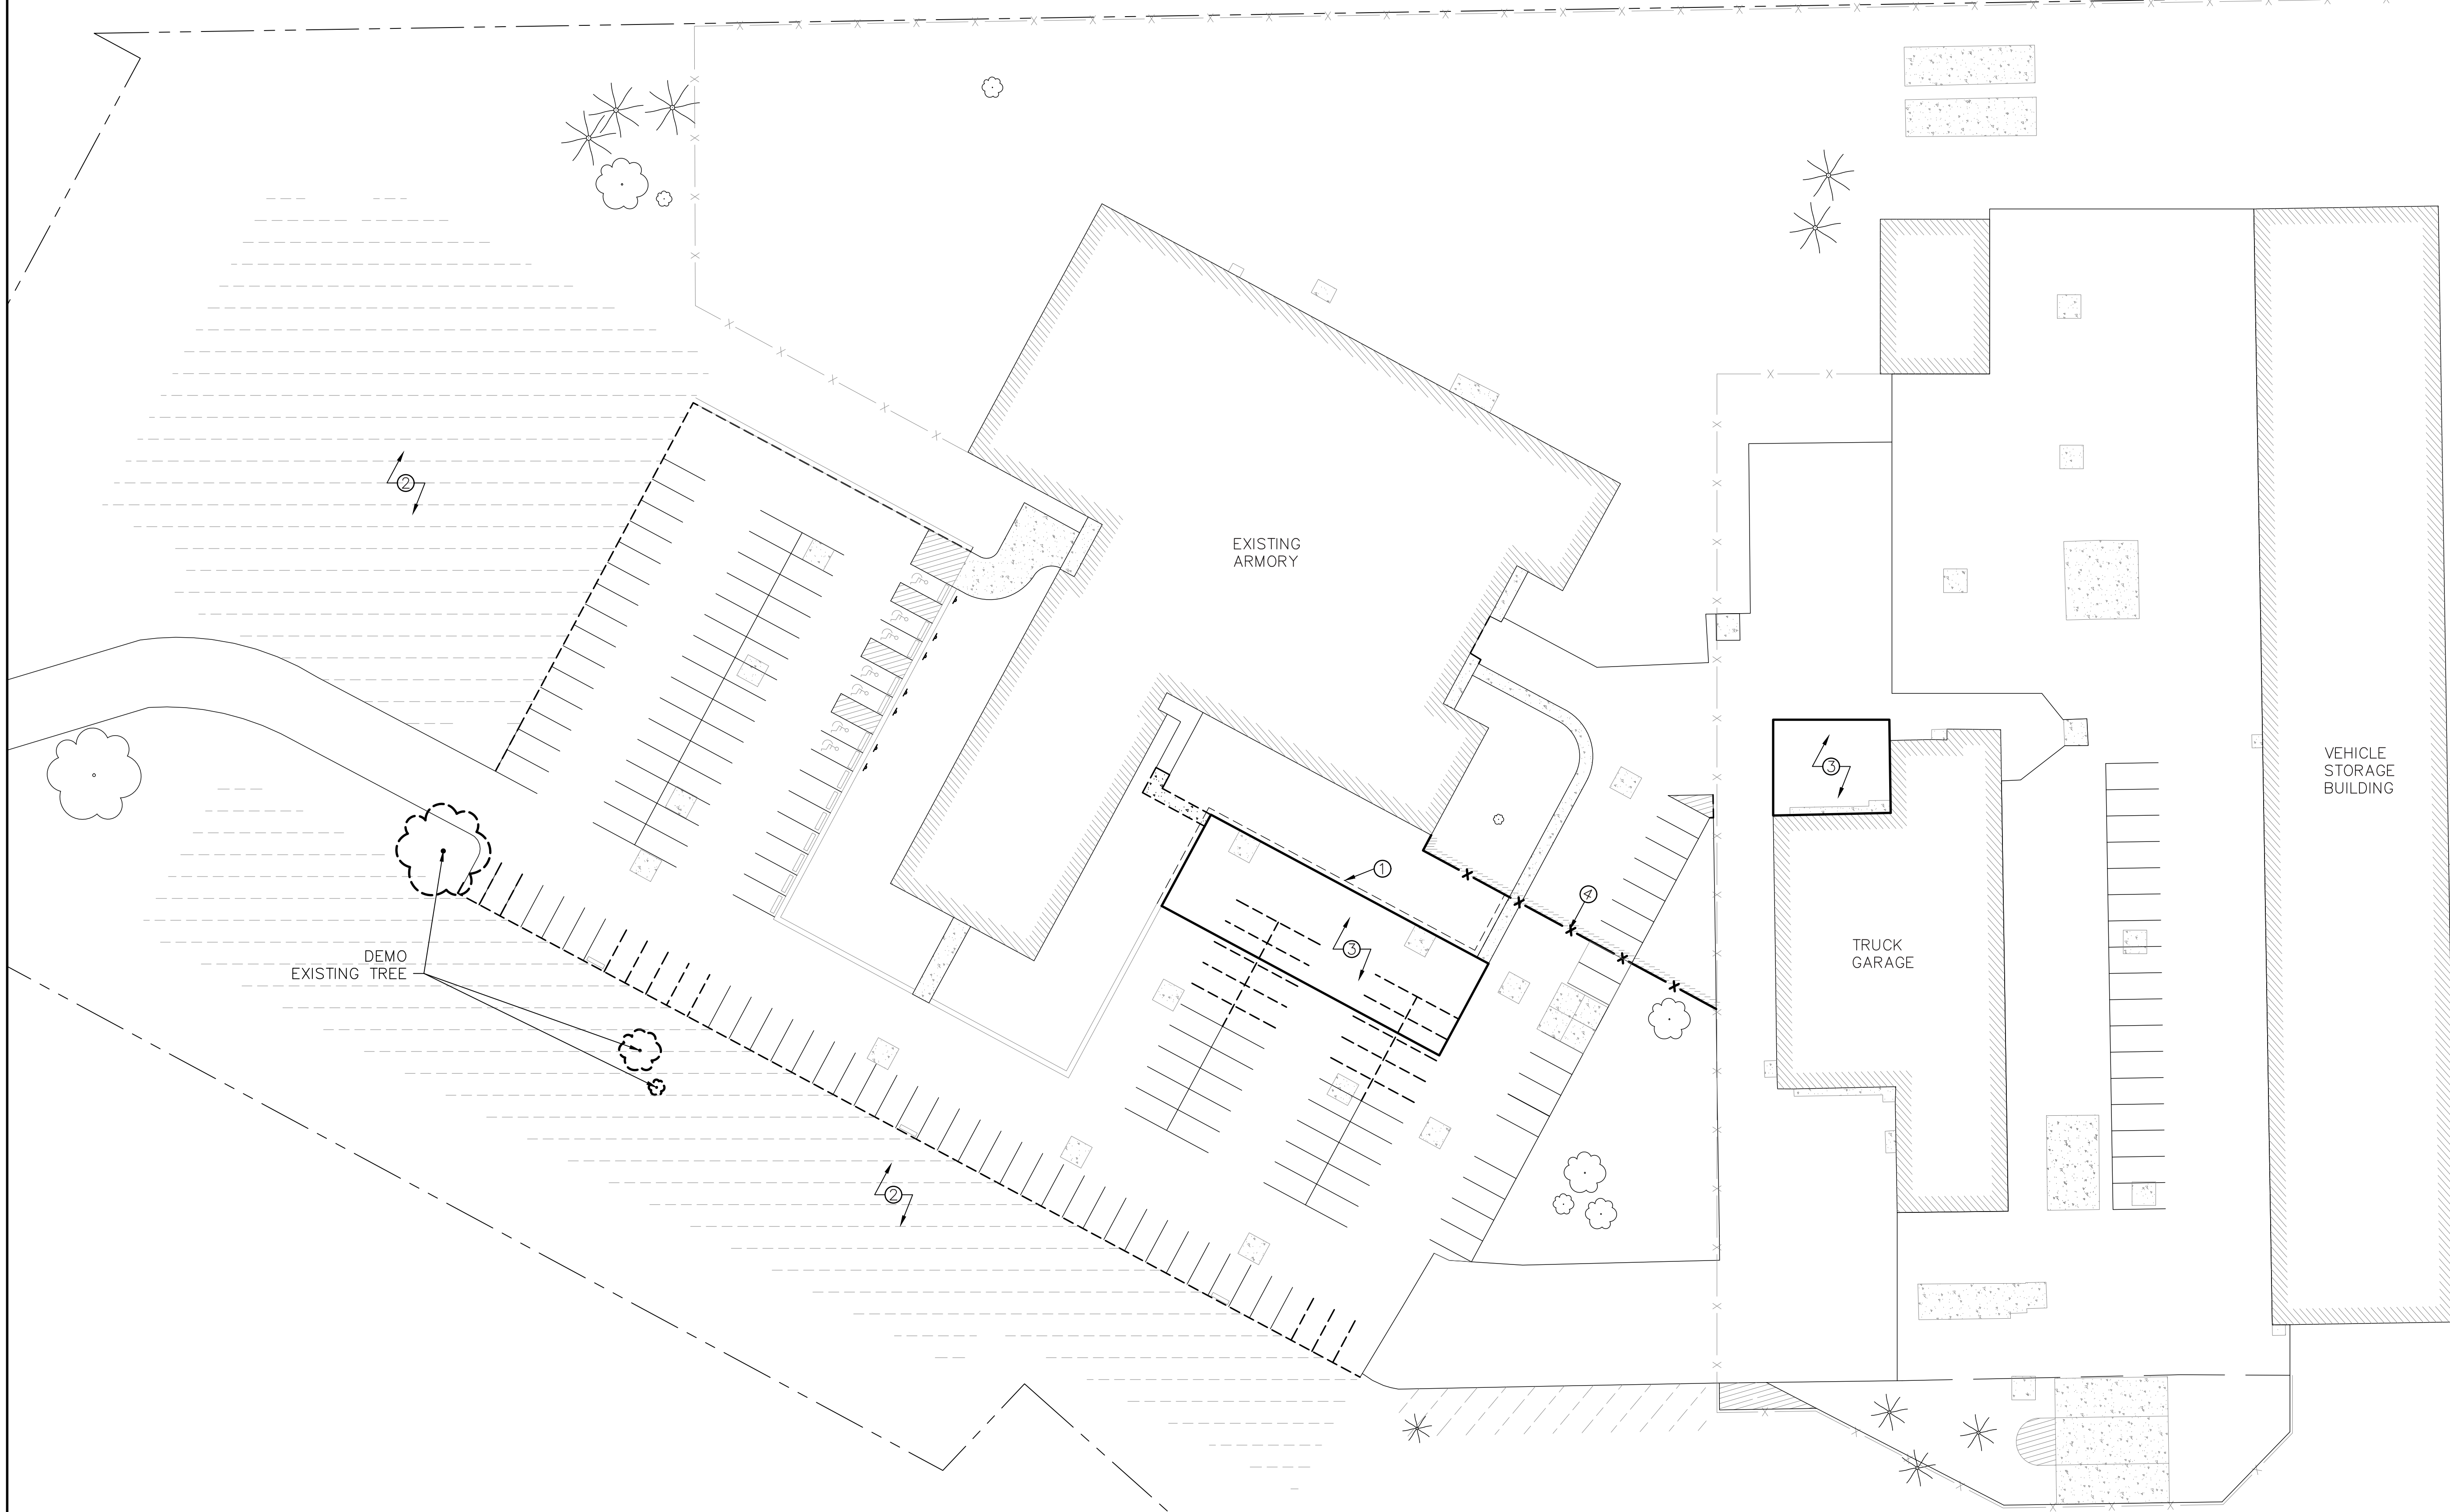 2
EXISTING
ARMORY
3
VEHICLE
STORAGE
BUILDING
1
4
3
TRUCK
GARAGE
DEMO
EXISTING TREE
2